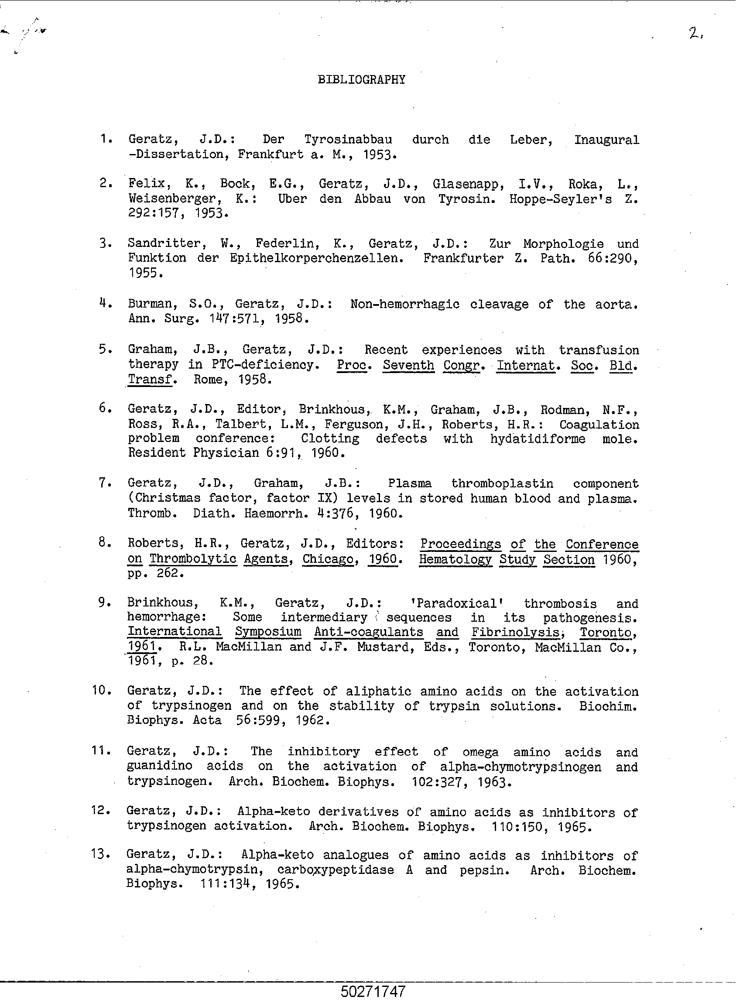 2.
BIBLIOGRAPHY
1. Geratz, J.D.: Der Tyrosinabbau durch die Leber, Inaugural
-Dissertation, Frankfurt a. M., 1953.
2. Felix, K., Bock, E.G., Geratz, J.D., Glasenapp, I.V., Roka, L.,
Weisenberger, K.: Uber den Abbau von Tyrosin. Hoppe-Seyler's Z.
292:157, 1953.
3. Sandritter, W., Federlin, K., Geratz, J.D.: Zur Morphologie und
Funktion der Epithelkorperchenzellen. Frankfurter Z. Path. 66:290,
1955.
4. Burman, S.O., Geratz, J.D.: Non-hemorrhagic cleavage of the aorta.
Ann. Surg. 147:571, 1958.
5. Graham, J.B., Geratz, J.D.: Recent experiences with transfusion
therapy in PTC-deficiency. Proc. Seventh Congr. Internat. Soc. Bld.
Transf. Rome, 1958.
6. Geratz, J.D., Editor, Brinkhous, K.M., Graham, J.B., Rodman, N.F.,
Ross, R.A., Talbert, L.M., Ferguson, J.H., Roberts, H.R.: Coagulation
problem conference: Clotting defects with hydatidiforme mole.
Resident Physician 6:91, 1960.
7. Geratz, J.D., Graham, J.B.: Plasma thromboplastin component
(Christmas factor, factor IX) levels in stored human blood and plasma.
Thromb. Diath. Haemorrh. 4:376, 1960.
8. Roberts, H.R., Geratz, J.D., Editors: Proceedings of the Conference
on Thrombolytic Agents, Chicago, 1960. Hematology Study Section 1960,
pp. 262.
9. Brinkhous, K.M., Geratz, J.D.: 'Paradoxical' thrombosis and
hemorrhage: Some intermediary sequences in its pathogenesis.
International Symposium Anti-coagulants and Fibrinolysis, Toronto,
1961. R.L. MacMillan and J.F. Mustard, Eds., Toronto, MacMillan Co.,
1961, p. 28.
10. Geratz, J.D.: The effect of aliphatic amino acids on the activation
of trypsinogen and on the stability of trypsin solutions. Biochim.
Biophys. Acta 56:599, 1962.
11. Geratz, J.D.: The inhibitory effect of omega amino acids and
guanidino acids on the activation of alpha-chymotrypsinogen and
trypsinogen. Arch. Biochem. Biophys. 102:327, 1963.
12. Geratz, J.D.: Alpha-keto derivatives of amino acids as inhibitors of
trypsinogen activation. Arch. Biochem. Biophys. 110:150, 1965.
13. Geratz, J.D.: Alpha-keto analogues of amino acids as inhibitors of
alpha-chymotrypsin, carboxypeptidase A and pepsin. Arch. Biochem.
Biophys. 111:134, 1965.
50271747